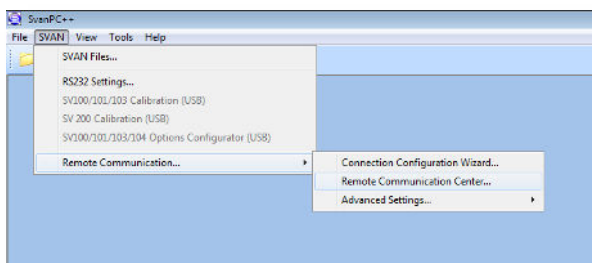 SvanPC++
File SVAN View Tools Help
SVAN Files...
RS232 Settings...
SV100/101/103 Calibration (USB)
SV 200 Calibration (USB)
SV100/101/103/104 Options Configurator (USB)
Remote Communication...
Connection Configuration Wizard...
Remote Communication Center...
Advanced Settings...